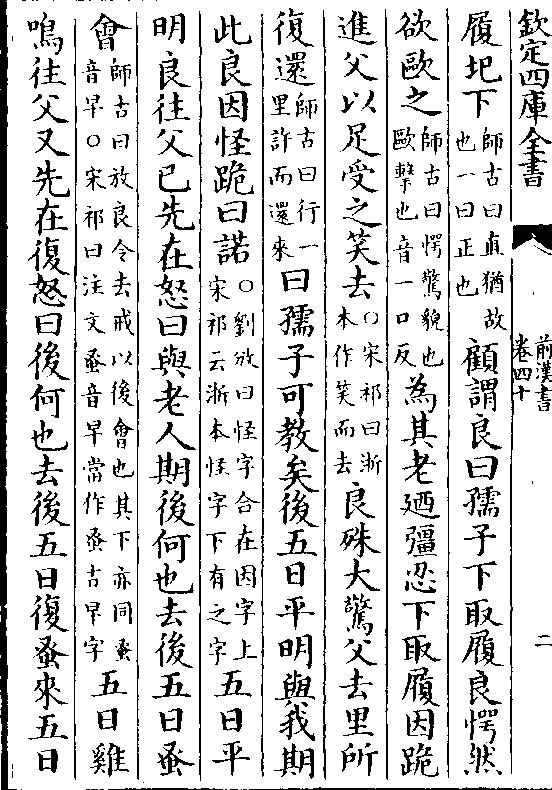 欽定四庫全書 前漢書 卷四十 二
履圯下師古曰直猶故也一曰正也顧謂良曰孺子下取履良愕然
欲歐之師古曰愕驚貌也歐擊也音一口反為其老廼彊忍下取履因跪
進父以足受之笑去○宋祁曰浙本作笑而去良殊大驚父去里所
復還師古曰行一里許而還來曰孺子可教矣後五日平明與我期
此良因怪跪曰諾○劉攽曰怪字合在因字上宋祁云浙本怪字下有之字五日平
明良往父已先在怒曰與老人期後何也去後五日蚤
會師古曰放良令去戒以後會也其下亦同蚤音早○宋祁曰注文蚤音早當作蚤古早字五日雞
鳴往父又先在復怒曰後何也去後五日復蚤來五日